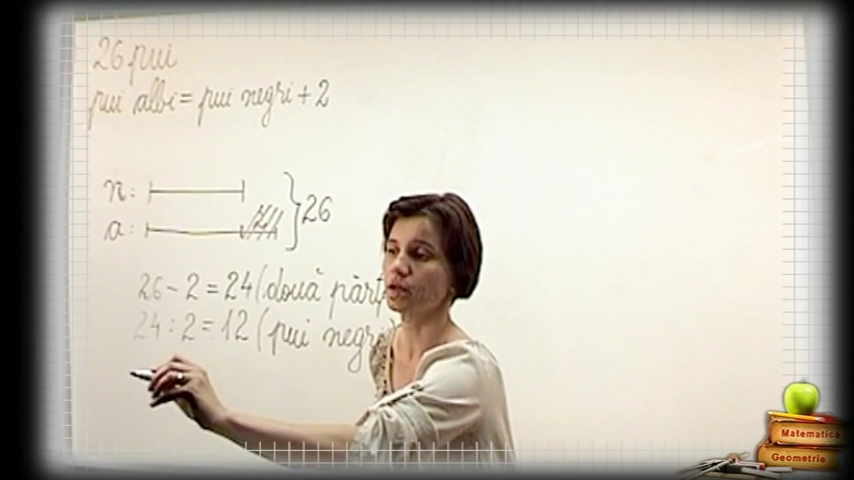 26 pui
pui albi = pui negri + 2
n:
a:
26
26 - 2 = 24 (două
24 : 2 = 12 (pui negri)
Matematică
Geometrie